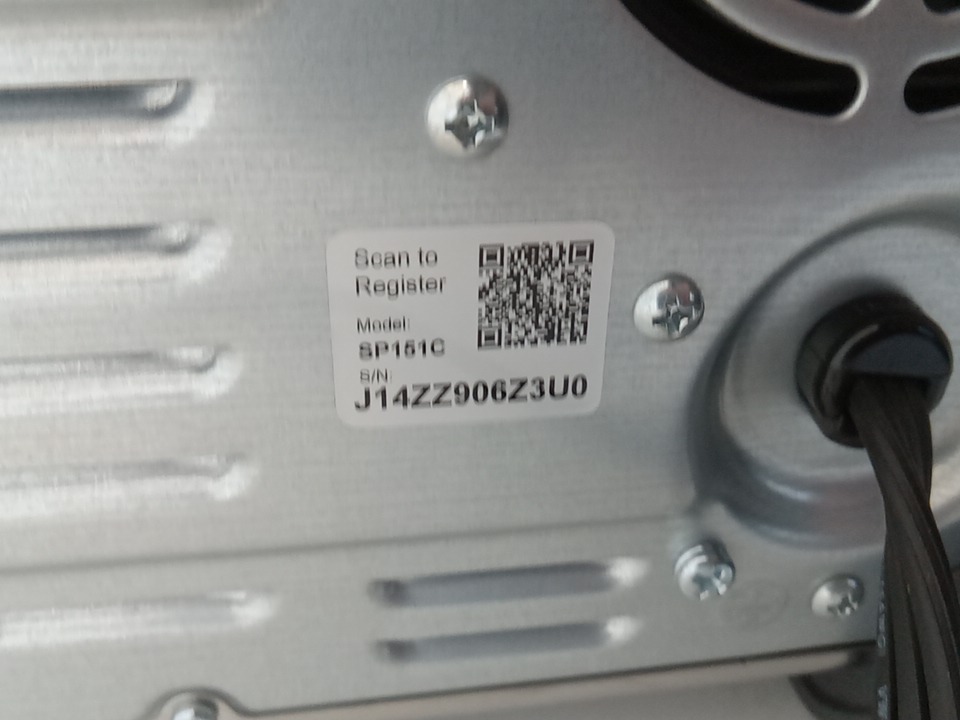 Scan to
Register
Model:
SP151C
S/N:
J14ZZ906Z3U0